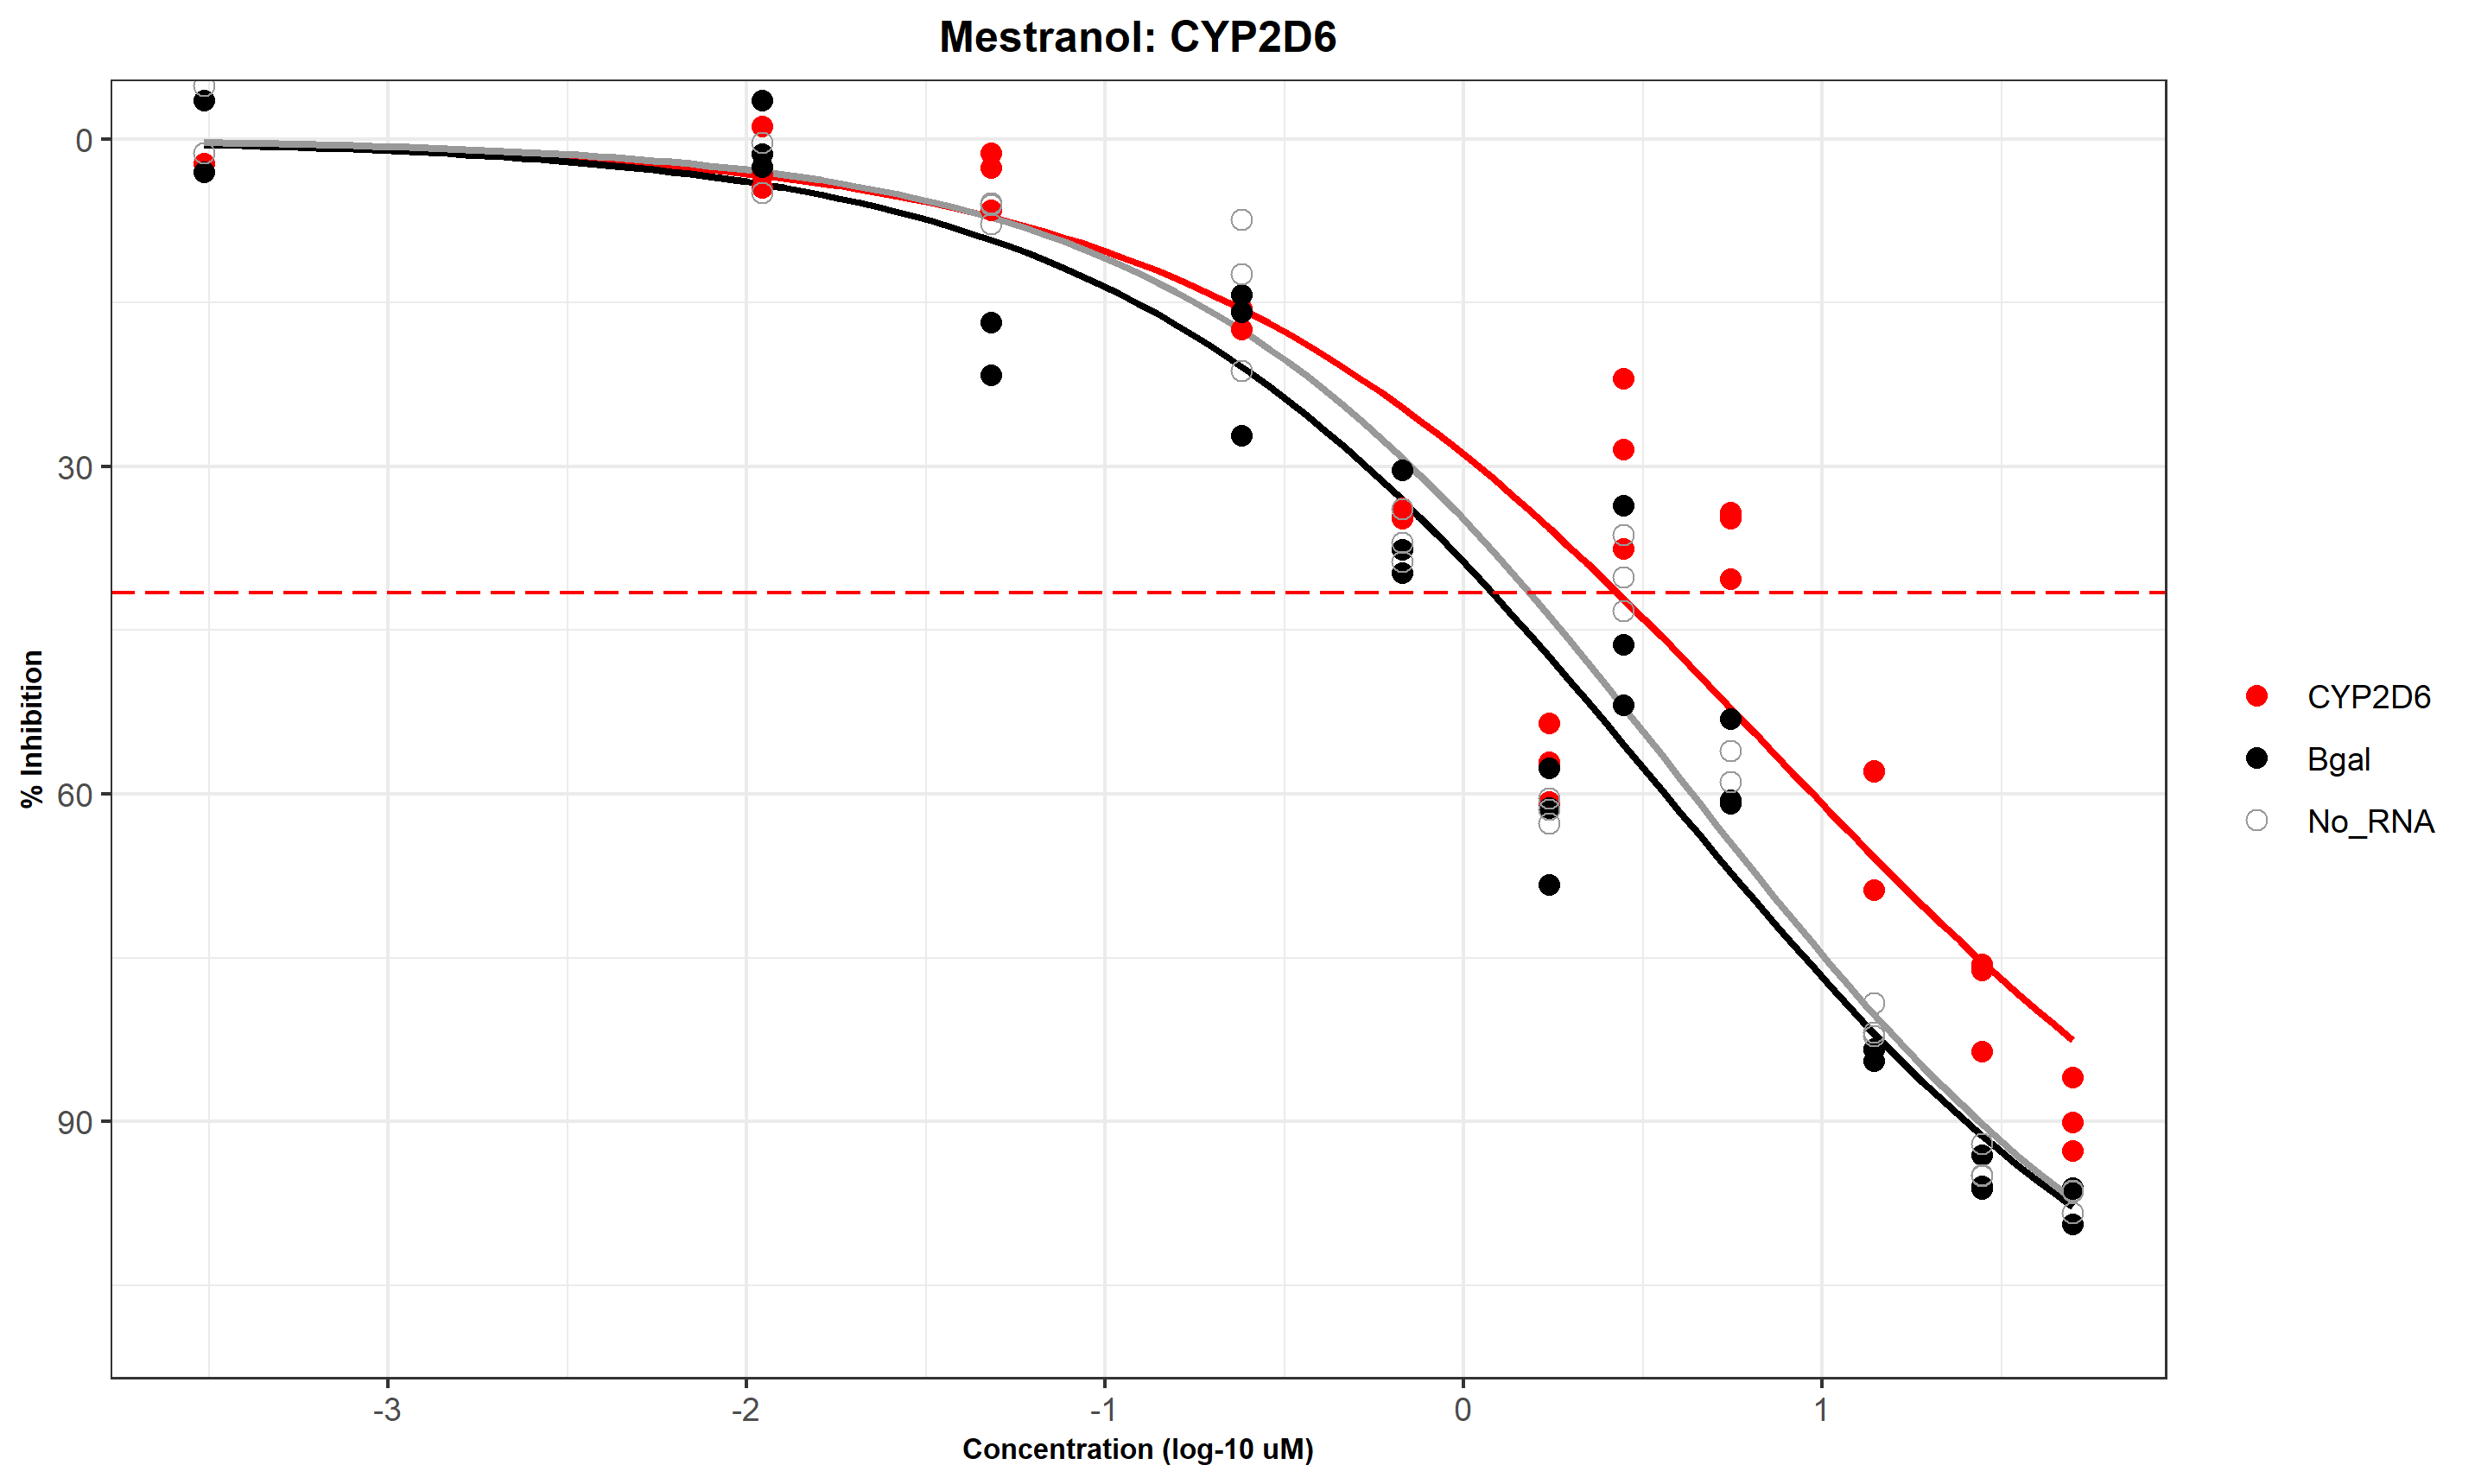 Mestranol: CYP2D6
0
30
60
90
% Inhibition
-3
-2
-1
0
1
Concentration (log-10 uM)
CYP2D6
Bgal
No_RNA